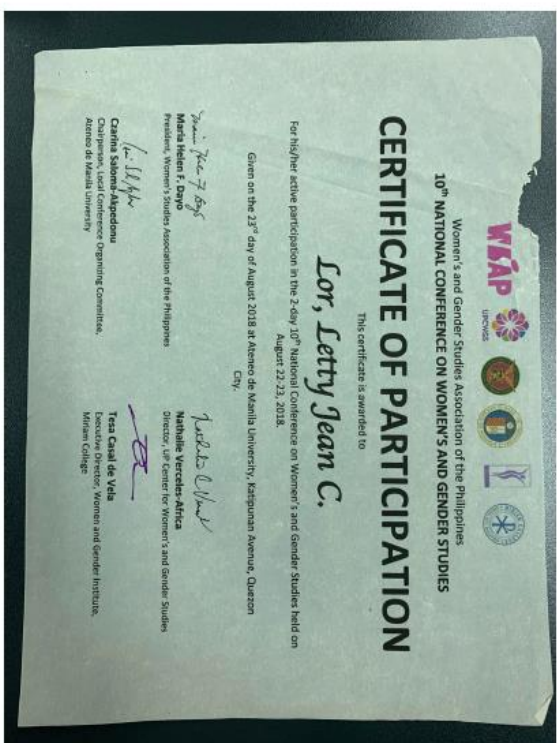 WSAP
UPCWGS
Women's and Gender Studies Association of the Philippines
10th NATIONAL CONFERENCE ON WOMEN'S AND GENDER STUDIES
CERTIFICATE OF PARTICIPATION
This certificate is awarded to
Lor, Letty Jean C.
For his/her active participation in the 2-day 10th National Conference on Women's and Gender Studies held on
August 22-23, 2018.
Given on the 23rd day of August 2018 at Ateneo de Manila University, Katipunan Avenue, Quezon
City.
Maria Helen F. Dayo
President, Women's Studies Association of the Philippines
Nathalie Verceles-Africa
Director, UP Center for Women's and Gender Studies
Czarina Saloma-Akpedonu
Chairperson, Local Conference Organizing Committee,
Ateneo de Manila University
Tesa Casal de Vela
Executive Director, Women and Gender Institute,
Miriam College